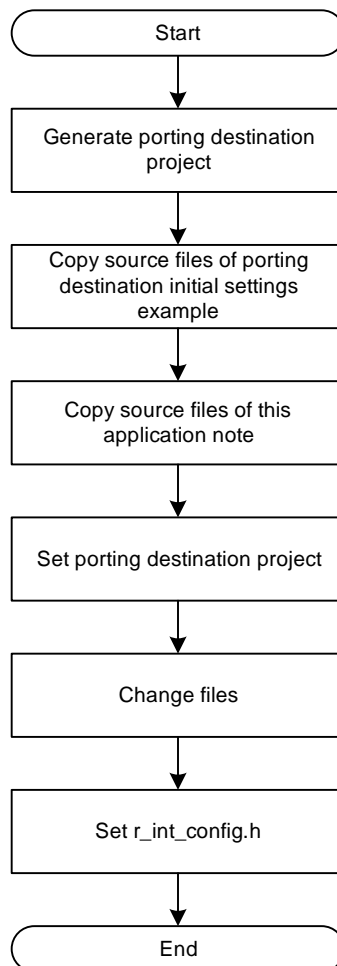 Start
Generate porting destination
project
Copy source files of porting
destination initial settings
example
Copy source files of this
application note
Set porting destination project
Change files
Set r_int_config.h
End